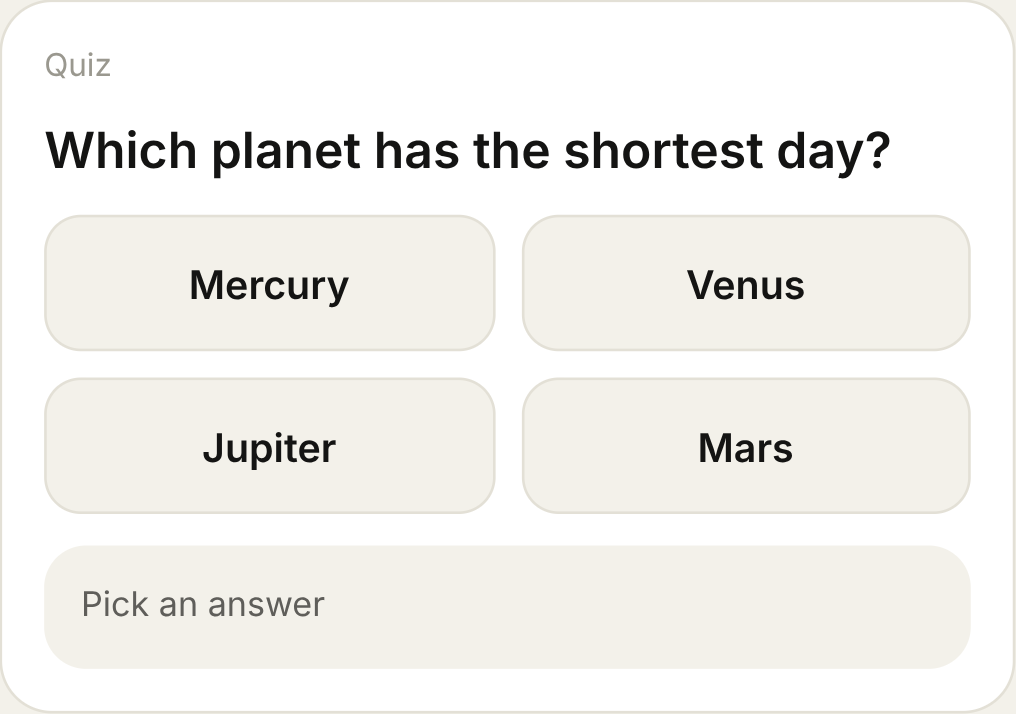 Quiz
Which planet has the shortest day?
Mercury
Venus
Jupiter
Mars
Pick an answer